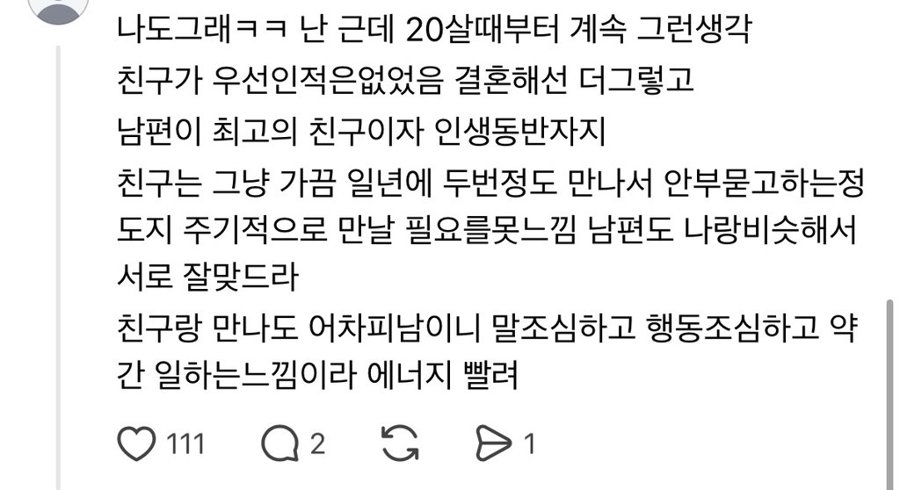 나도그래ㅋㅋ 난 근데 20살때부터 계속 그런생각
친구가 우선인적은없었음 결혼해선 더그렇고
남편이 최고의 친구이자 인생동반자지
친구는 그냥 가끔 일년에 두번정도 만나서 안부묻고하는정
도지 주기적으로 만날 필요를못느낌 남편도 나랑비슷해서
서로 잘맞드라
친구랑 만나도 어차피남이니 말조심하고 행동조심하고 약
간 일하는느낌이라 에너지 빨려
111 2 1